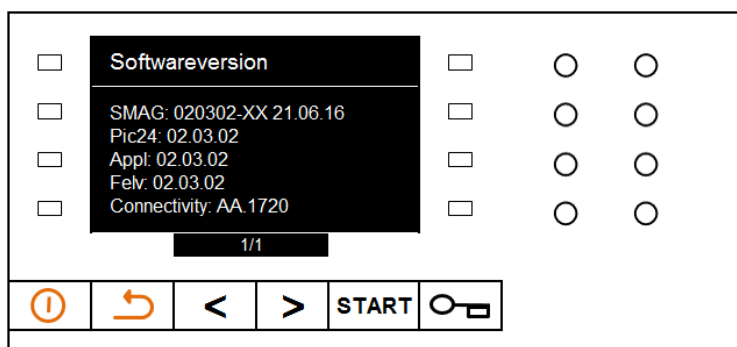 Softwareversion
SMAG: 020302-XX 21.06.16
Pic24: 02.03.02
Appl: 02.03.02
Felv: 02.03.02
Connectivity: AA.1720
1/1
< > START